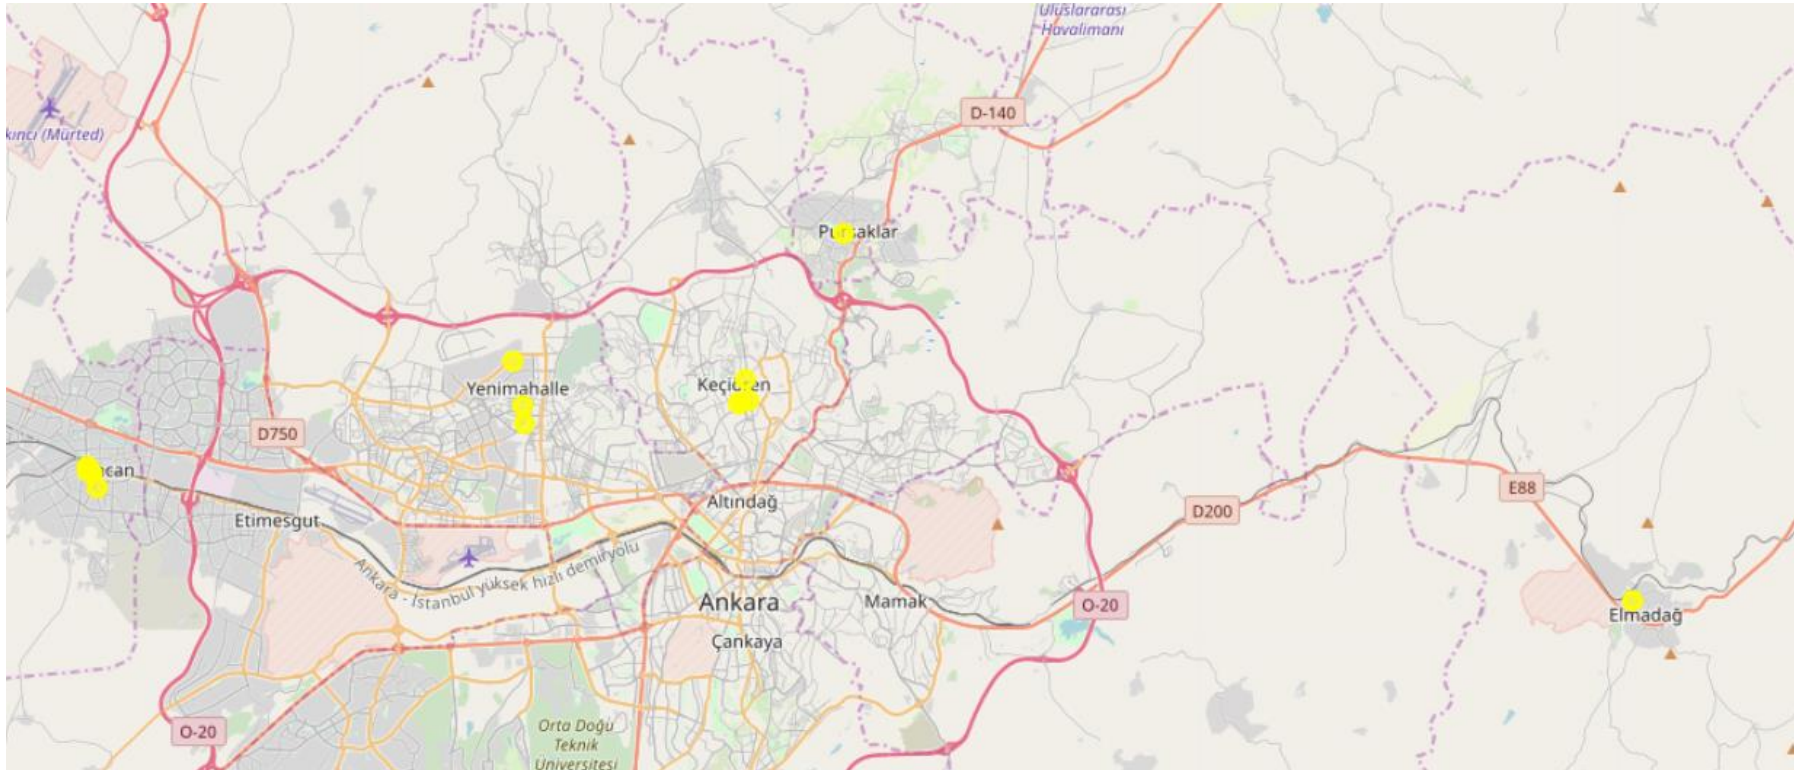 Uluslararası
Havalimanı
D-140
kıncı (Mürted)
Pursaklar
Yenimahalle
Keçiören
D750
ncan
Altındağ
E88
D200
Etimesgut
Ankara - İstanbul yüksek hızlı demiryolu
Ankara
Mamak
O-20
Elmadağ
Çankaya
O-20
Orta Doğu
Teknik
Üniversitesi